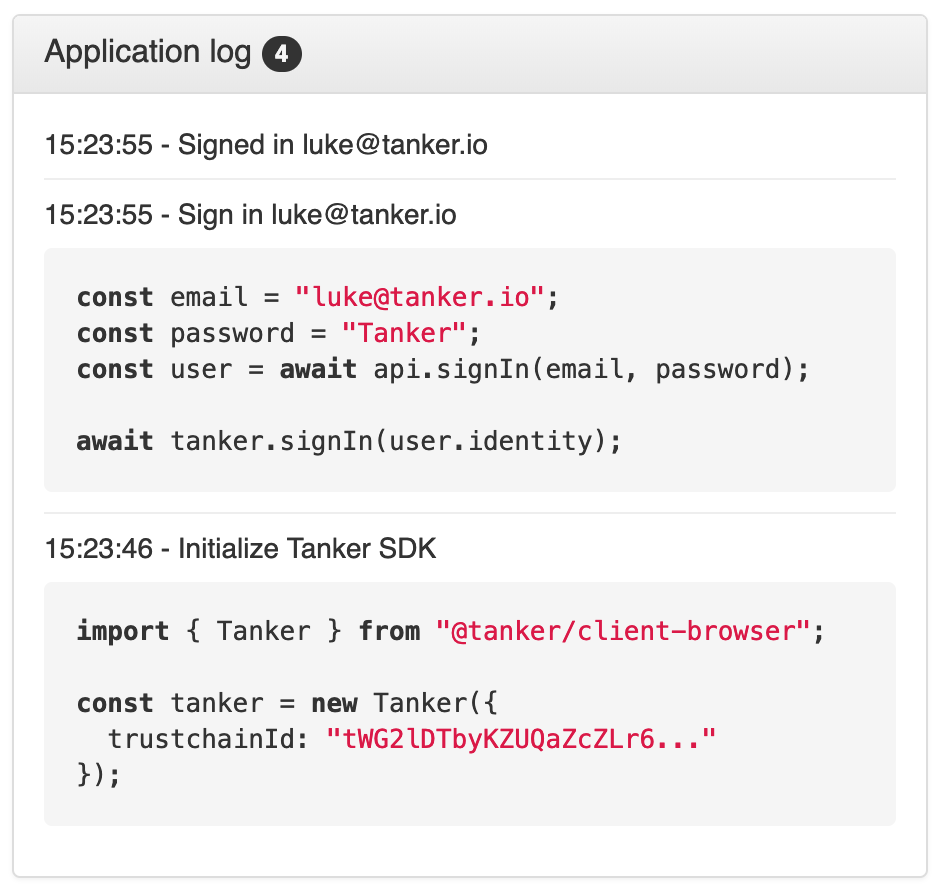 Application log 4
15:23:55 - Signed in luke@tanker.io
15:23:55 - Sign in luke@tanker.io
const email = "luke@tanker.io";
const password = "Tanker";
const user = await api.signIn(email, password);
await tanker.signIn(user.identity);
15:23:46 - Initialize Tanker SDK
import { Tanker } from "@tanker/client-browser";
const tanker = new Tanker({
  trustchainId: "tWG2lDTbyKZUQaZcZLr6..."
});